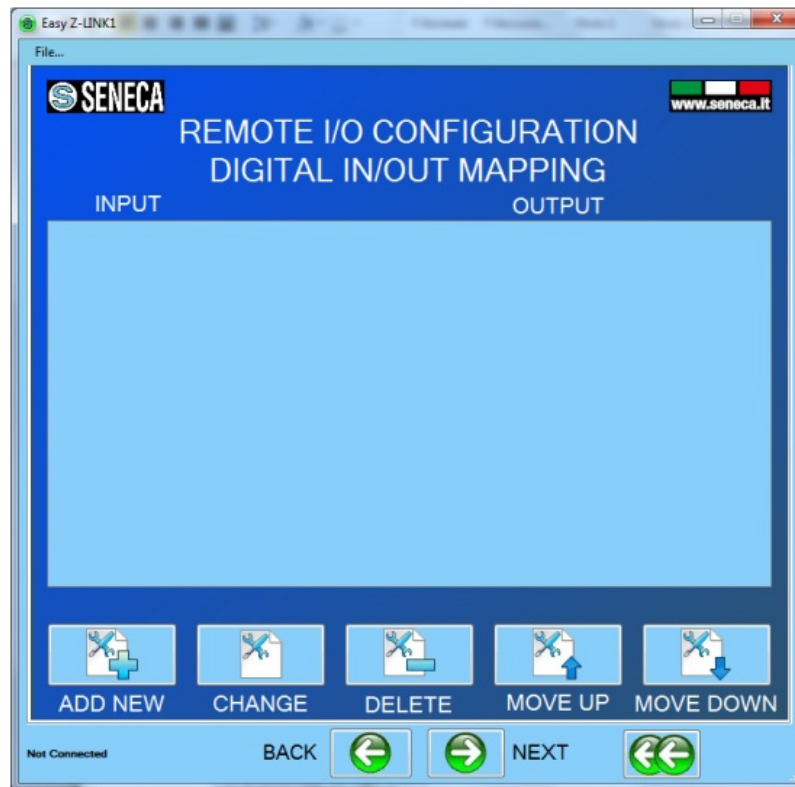 Easy Z-LINK1
File...
SENECA
www.seneca.it
REMOTE I/O CONFIGURATION
DIGITAL IN/OUT MAPPING
INPUT OUTPUT
ADD NEW CHANGE DELETE MOVE UP MOVE DOWN
Not Connected BACK NEXT